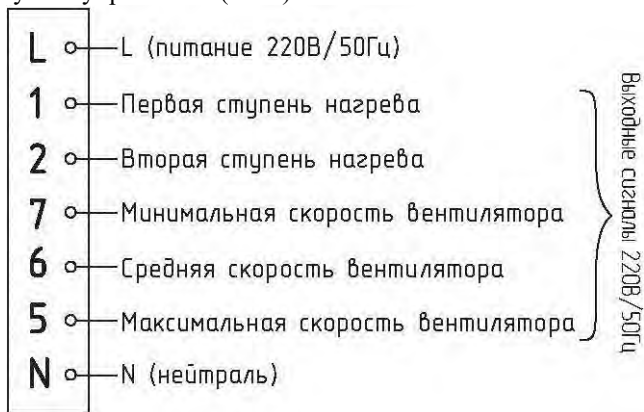 L L (питание 220В/50Гц)
1 Первая ступень нагрева
2 Вторая ступень нагрева
7 Минимальная скорость вентилятора
6 Средняя скорость вентилятора
5 Максимальная скорость вентилятора
N N (нейтраль)
Выходные сигналы 220В/50Гц